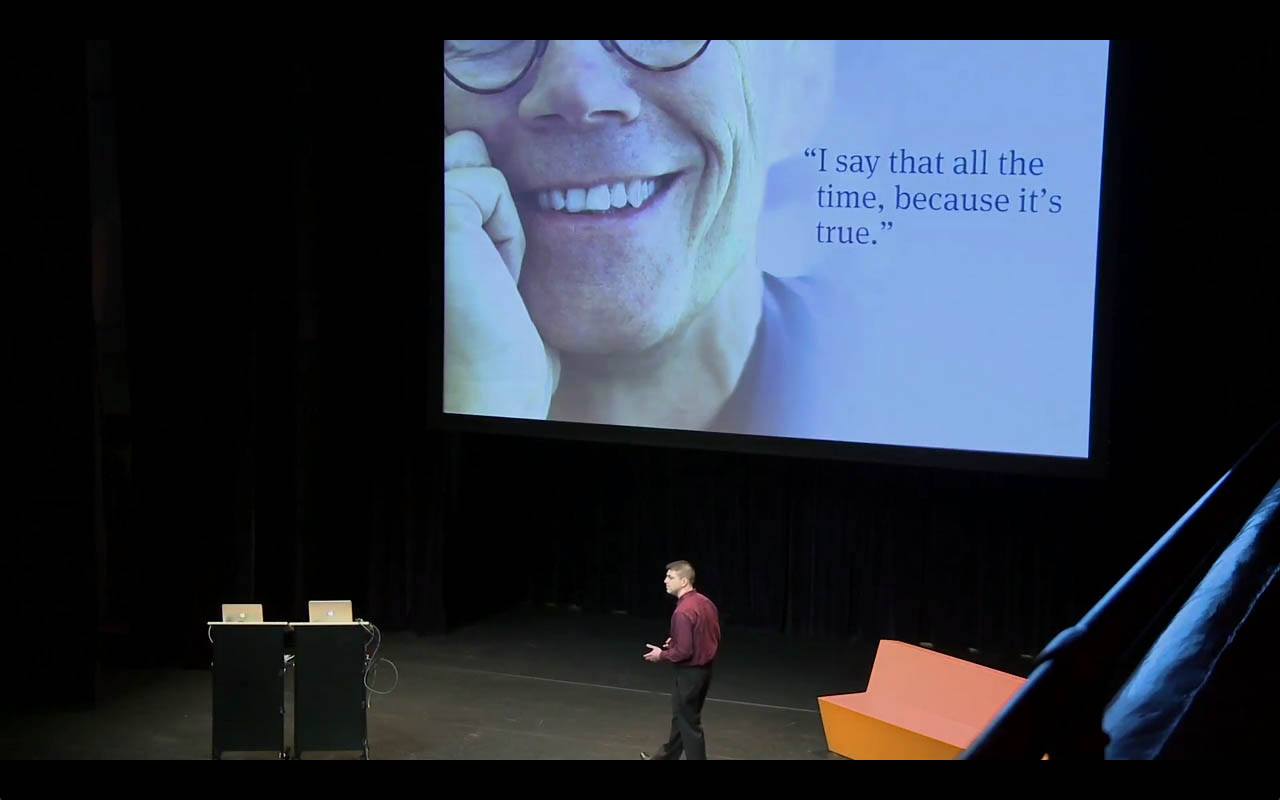 “I say that all the
time, because it’s
true.”